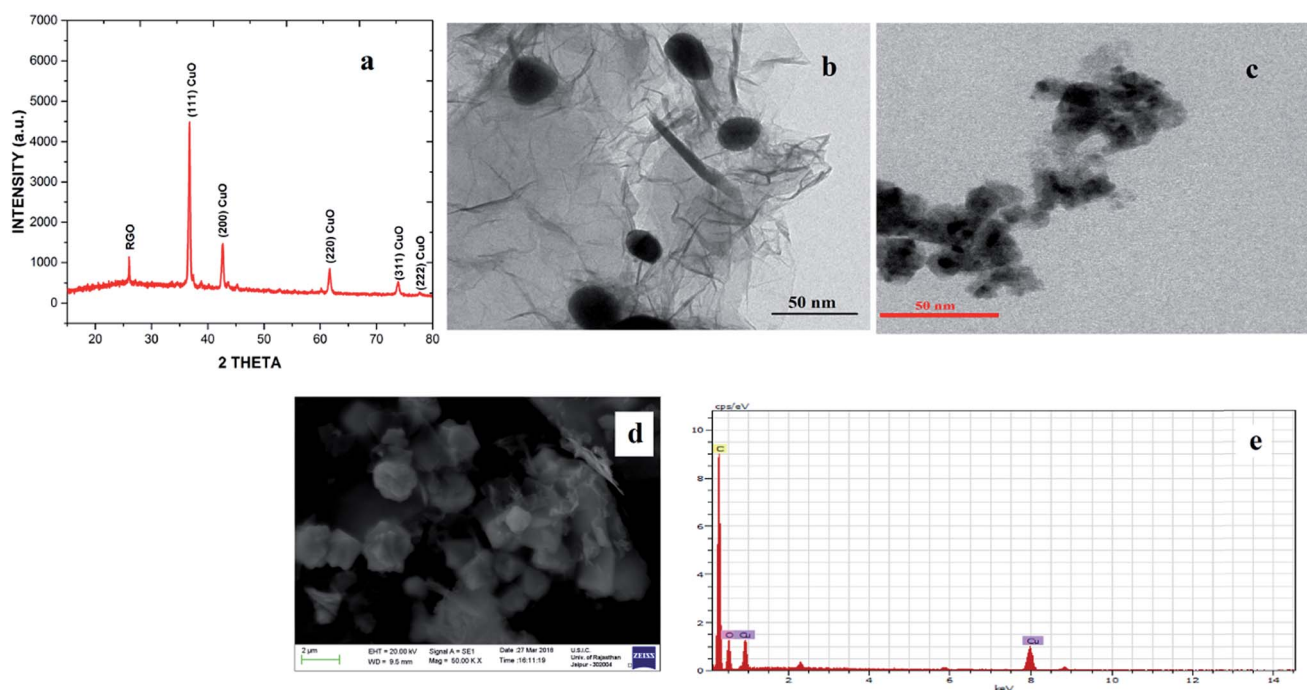 7000
6000
5000
4000
3000
2000
1000
0
INTENSITY (a.u.)
20
30
40
50
60
70
80
2 THETA
a
RGO
(111) CuO
(200) CuO
(220) CuO
(311) CuO
(222) CuO
b
50 nm
c
50 nm
d
2 µm
EHT = 20.00 kV
Signal A = SE1
Date :27 Mar 2018
U.S.I.C.
WD = 9.5 mm
Mag = 50.00 K X
Time :16:11:19
Univ. of Rajasthan
Jaipur - 302004
ZEISS
cps/eV
e
10
8
6
4
2
0
C
O
Cu
Cu
2
4
6
8
10
12
14
keV